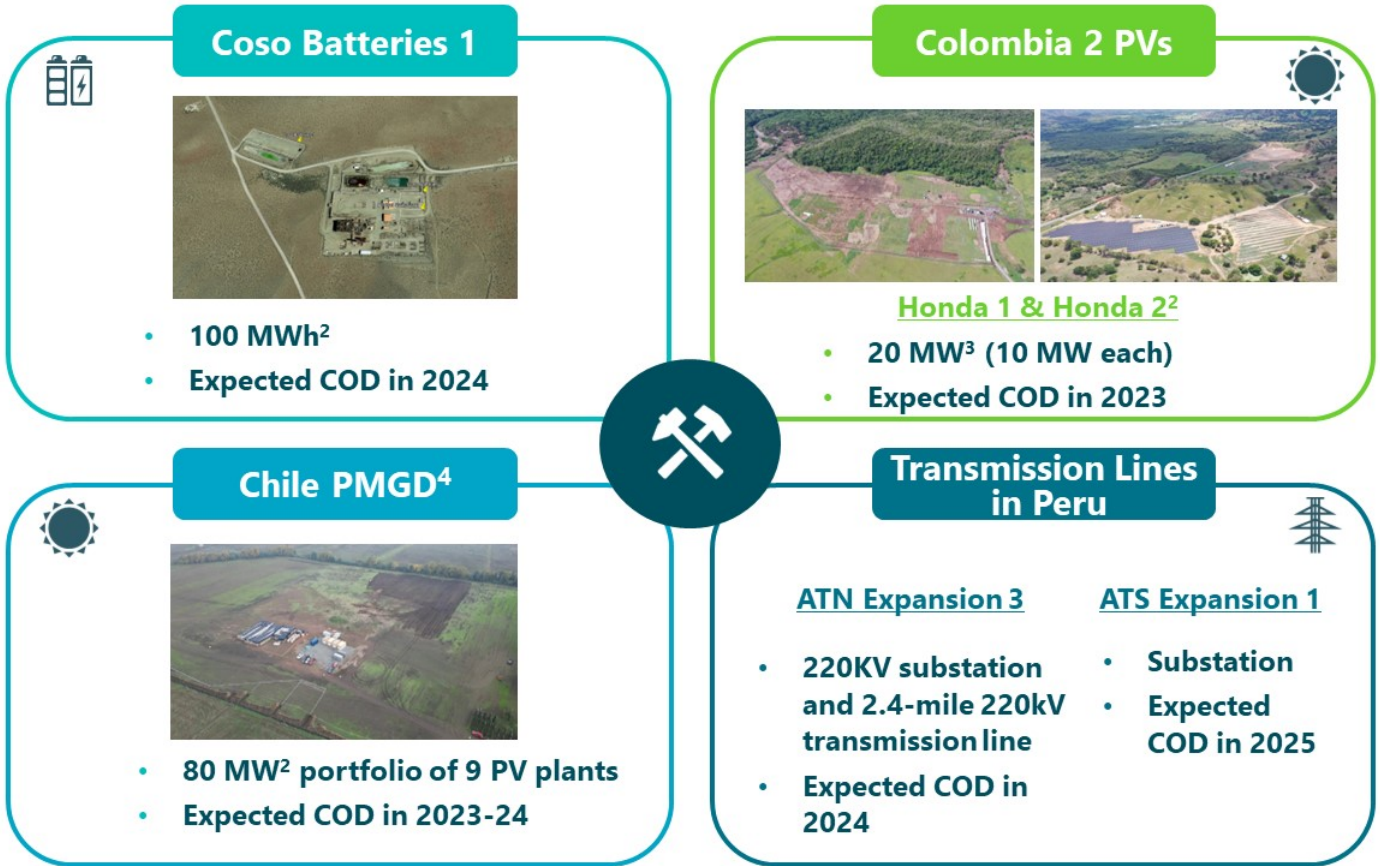 Coso Batteries 1
• 100 MWh²
• Expected COD in 2024
Colombia 2 PVs
Honda 1 & Honda 2²
• 20 MW³ (10 MW each)
• Expected COD in 2023
Chile PMGD⁴
• 80 MW² portfolio of 9 PV plants
• Expected COD in 2023-24
Transmission Lines
in Peru
ATN Expansion 3
• 220KV substation
and 2.4-mile 220kV
transmission line
• Expected COD in
2024
ATS Expansion 1
• Substation
• Expected
COD in 2025